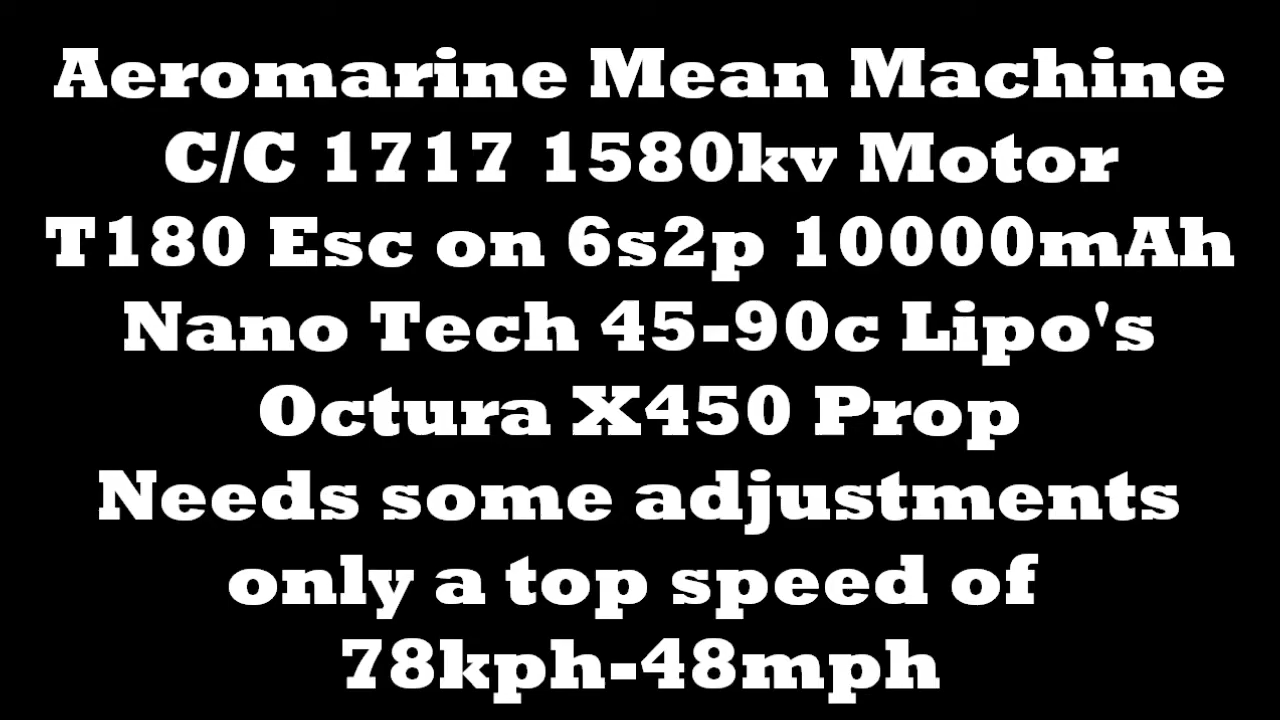 Aeromarine Mean Machine
C/C 1717 1580kv Motor
T180 Esc on 6s2p 10000mAh
Nano Tech 45-90c Lipo's
Octura X450 Prop
Needs some adjustments
only a top speed of
78kph-48mph